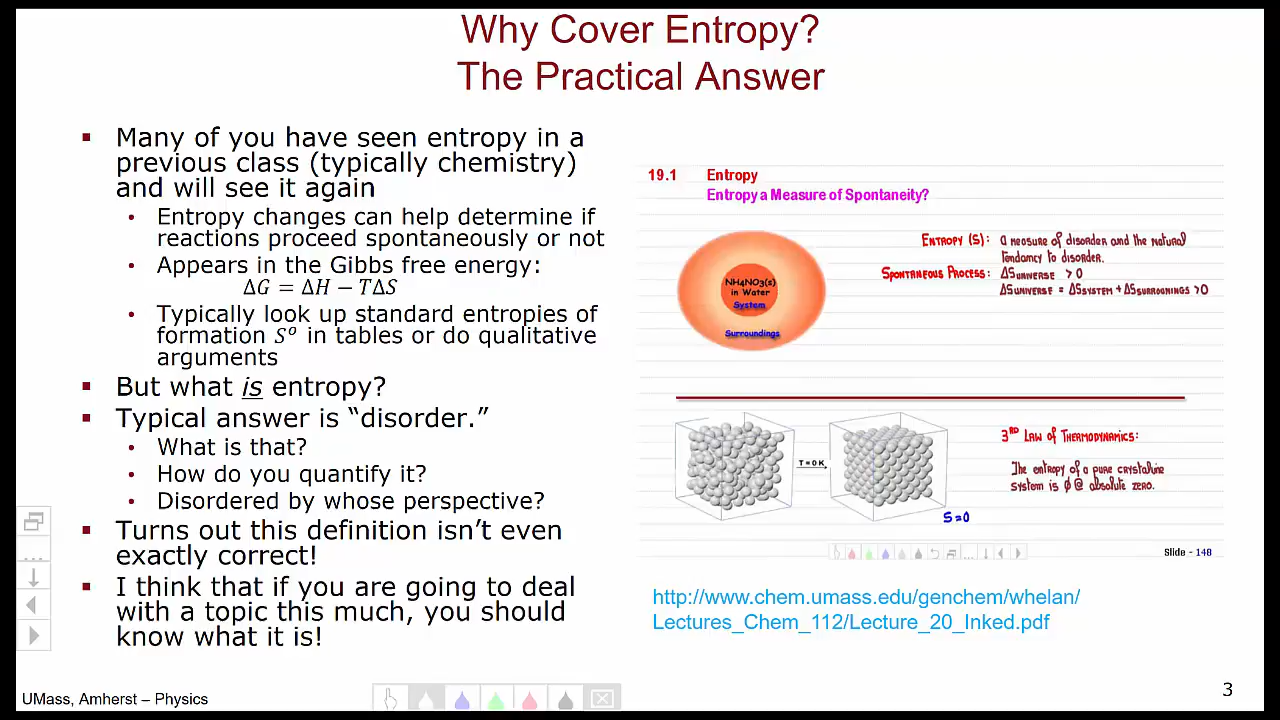 Why Cover Entropy?
The Practical Answer
▪ Many of you have seen entropy in a
previous class (typically chemistry)
and will see it again
• Entropy changes can help determine if
reactions proceed spontaneously or not
• Appears in the Gibbs free energy:
ΔG = ΔH − TΔS
• Typically look up standard entropies of
formation Sᵒ in tables or do qualitative
arguments
▪ But what is entropy?
▪ Typical answer is “disorder.”
• What is that?
• How do you quantify it?
• Disordered by whose perspective?
▪ Turns out this definition isn’t even
exactly correct!
▪ I think that if you are going to deal
with a topic this much, you should
know what it is!
19.1 Entropy
Entropy a Measure of Spontaneity?
NH4NO3(s)
in Water
System
Surroundings
Entropy (S): A measure of disorder and the natural
tendancy to disorder.
Spontaneous Process: ΔSuniverse > 0
ΔSuniverse = ΔSsystem + ΔSsurrognings > 0
T = 0 K
S = 0
3RD Law of Thermodynamics:
The entropy of a pure crystalline
system is ϕ @ absolute zero.
Slide - 148
http://www.chem.umass.edu/genchem/whelan/
Lectures_Chem_112/Lecture_20_Inked.pdf
UMass, Amherst – Physics
3